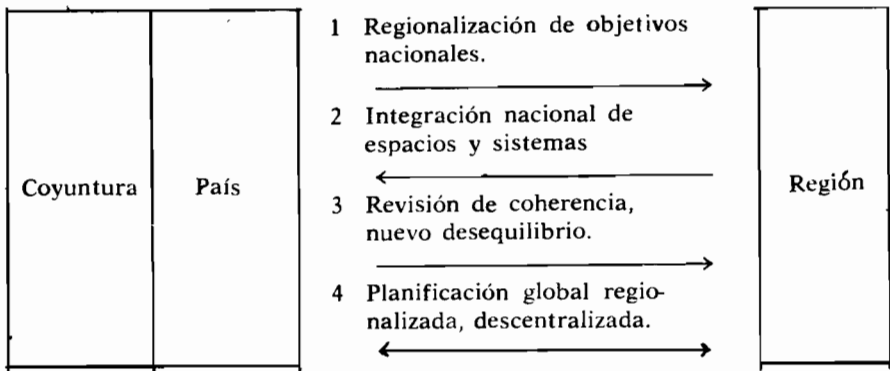 Coyuntura
País
1 Regionalización de objetivos
nacionales.
2 Integración nacional de
espacios y sistemas
3 Revisión de coherencia,
nuevo desequilibrio.
4 Planificación global regio-
nalizada, descentralizada.
Región